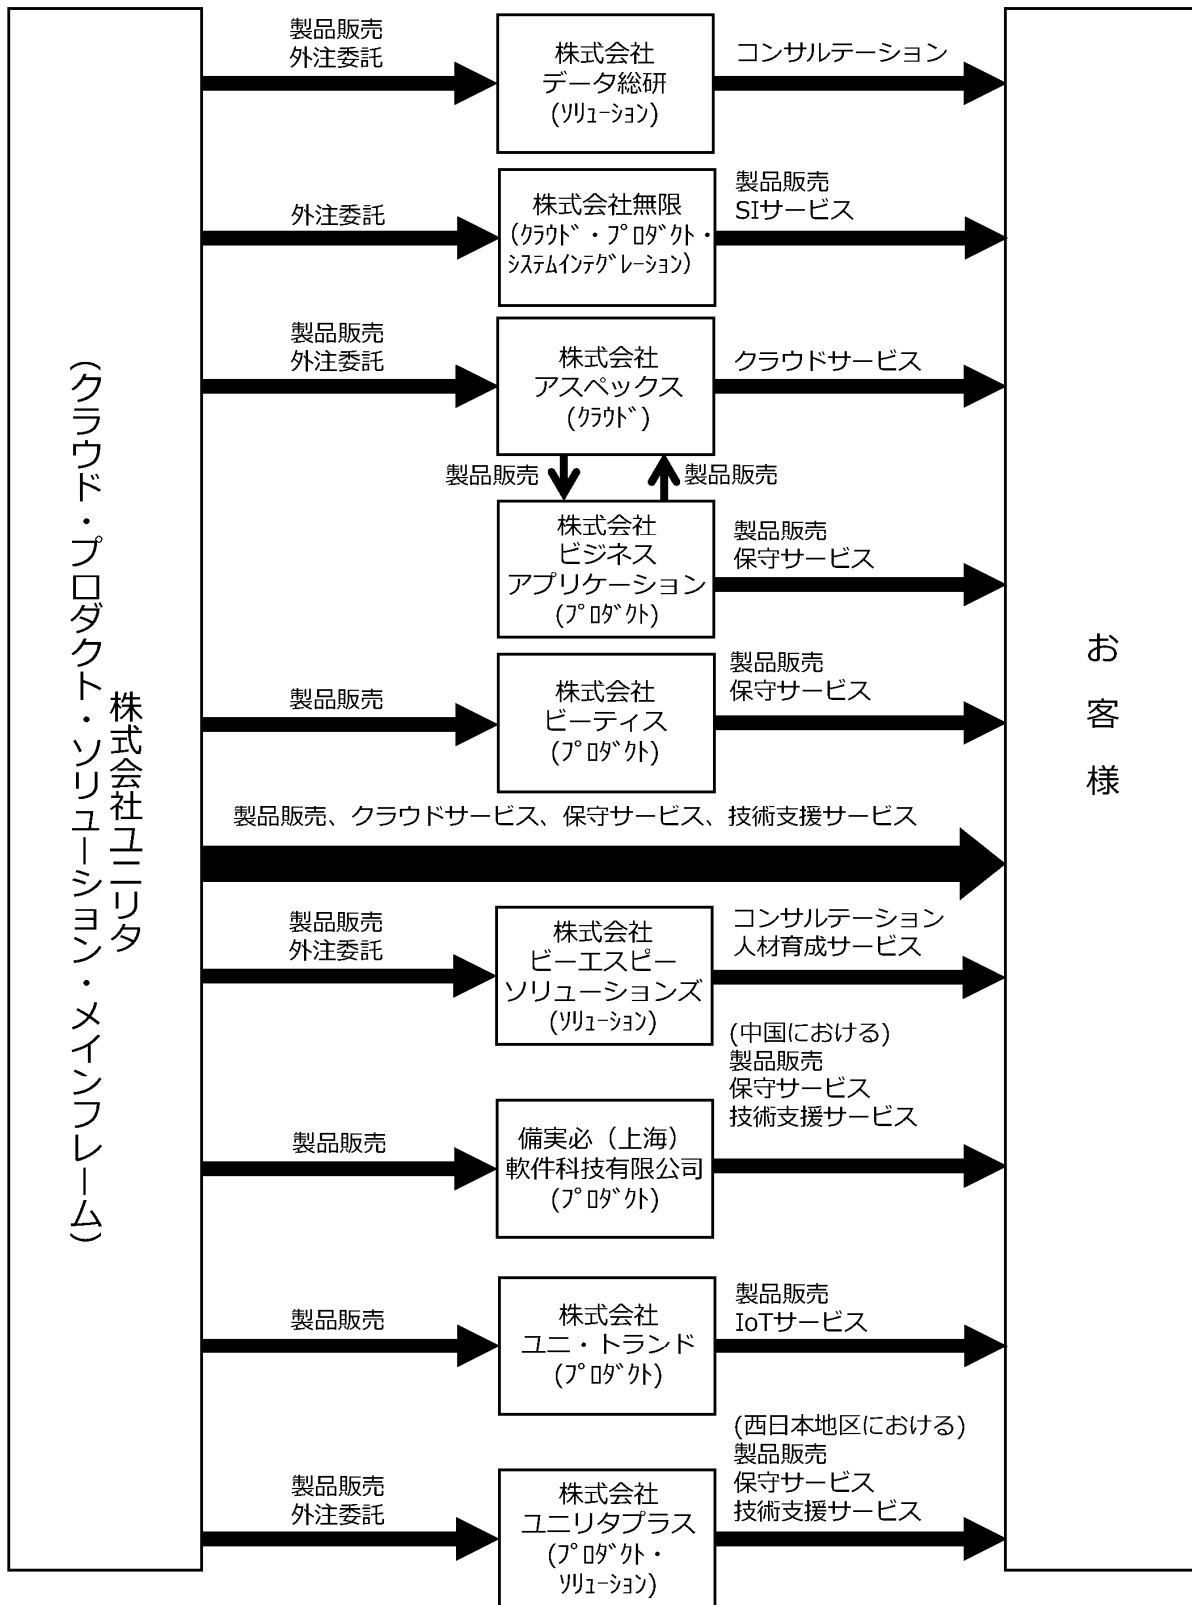 株式会社ユニリタ
(クラウド・プロダクト・ソリューション・メインフレーム)
製品販売
外注委託
株式会社
データ総研
(ｿﾘｭｰｼｮﾝ)
コンサルテーション
外注委託
株式会社無限
(ｸﾗｳﾄﾞ・ﾌﾟﾛﾀﾞｸﾄ・
ｼｽﾃﾑｲﾝﾃｸﾞﾚｰｼｮﾝ)
製品販売
SIサービス
製品販売
外注委託
株式会社
アスペックス
(ｸﾗｳﾄﾞ)
クラウドサービス
製品販売
製品販売
株式会社
ビジネス
アプリケーション
(ﾌﾟﾛﾀﾞｸﾄ)
製品販売
保守サービス
製品販売
株式会社
ビーティス
(ﾌﾟﾛﾀﾞｸﾄ)
製品販売
保守サービス
製品販売、クラウドサービス、保守サービス、技術支援サービス
製品販売
外注委託
株式会社
ビーエスピー
ソリューションズ
(ｿﾘｭｰｼｮﾝ)
コンサルテーション
人材育成サービス
製品販売
備実必（上海）
軟件科技有限公司
(ﾌﾟﾛﾀﾞｸﾄ)
(中国における)
製品販売
保守サービス
技術支援サービス
製品販売
株式会社
ユニ・トランド
(ﾌﾟﾛﾀﾞｸﾄ)
製品販売
IoTサービス
製品販売
外注委託
株式会社
ユニリタプラス
(ﾌﾟﾛﾀﾞｸﾄ・
ｿﾘｭｰｼｮﾝ)
(西日本地区における)
製品販売
保守サービス
技術支援サービス
お客様